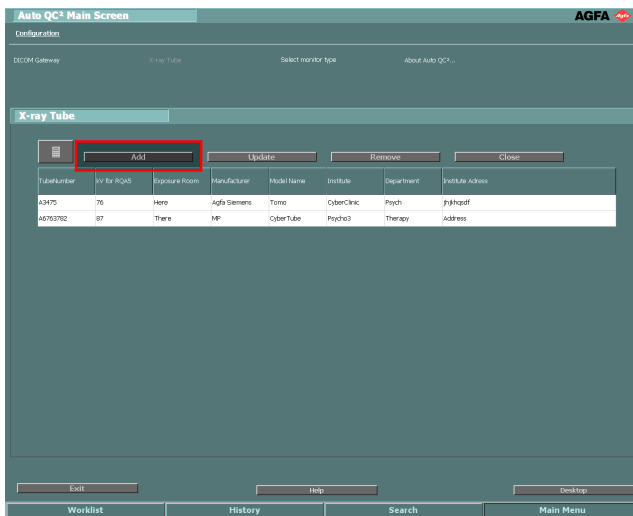 Auto QC² Main Screen AGFA Agfa
Configuration
DICOM Gateway X-ray Tube Select monitor type About Auto QC²...
X-ray Tube
Add Update Remove Close
TubeNumber kV for RQA5 Exposure Room Manufacturer Model Name Institute Department Institute Adress
A3475 76 Here Agfa Siemens Tomo CyberClinic Psych jhjkhqsdf
A6763782 87 There MP CyberTube Psycho3 Therapy Address
Exit Help Desktop
Worklist History Search Main Menu